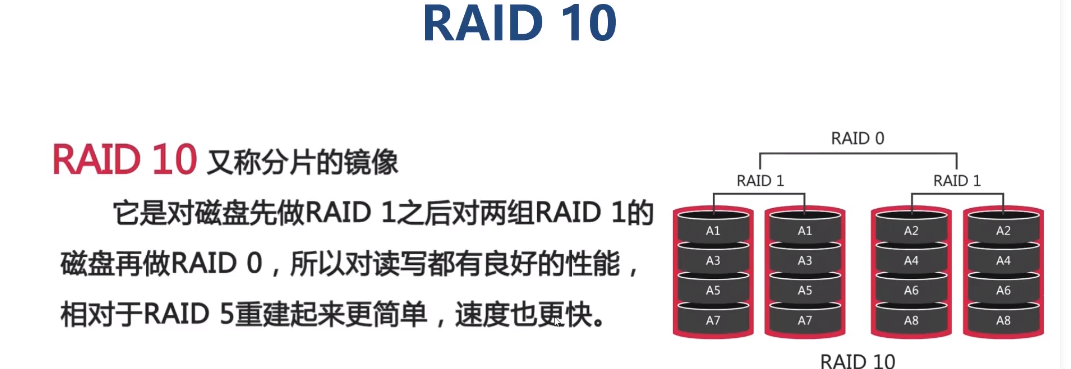 RAID 10
RAID 10 又称分片的镜像
它是对磁盘先做RAID 1之后对两组RAID 1的
磁盘再做RAID 0，所以对读写都有良好的性能，
相对于RAID 5重建起来更简单，速度也更快。
RAID 0
RAID 1 RAID 1
A1 A1 A2 A2
A3 A3 A4 A4
A5 A5 A6 A6
A7 A7 A8 A8
RAID 10